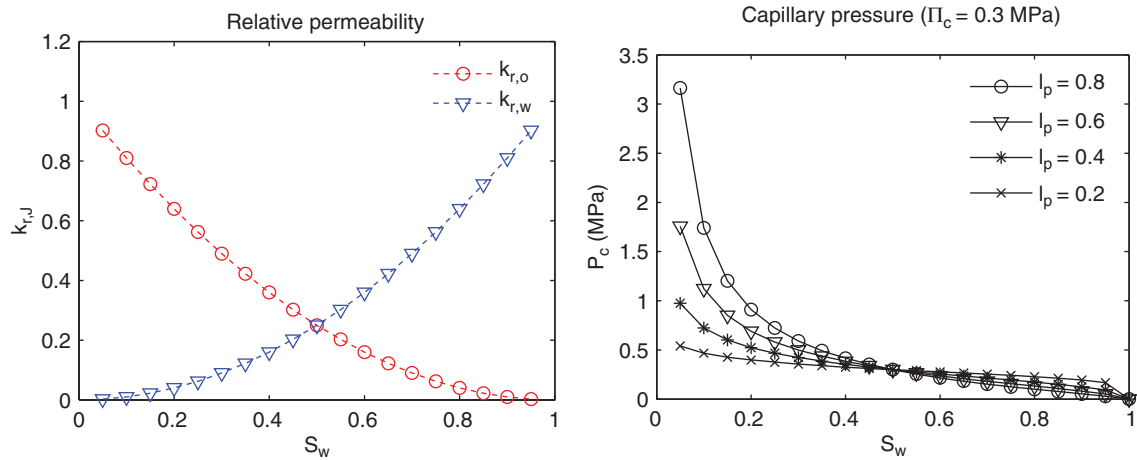 Relative permeability
1.2
1
0.8
0.6
0.4
0.2
0
k_{r,J}
k_{r,o}
k_{r,w}
0 0.2 0.4 0.6 0.8 1
S_w
Capillary pressure (Π_c = 0.3 MPa)
3.5
3
2.5
2
1.5
1
0.5
0
P_c (MPa)
l_p = 0.8
l_p = 0.6
l_p = 0.4
l_p = 0.2
0 0.2 0.4 0.6 0.8 1
S_w